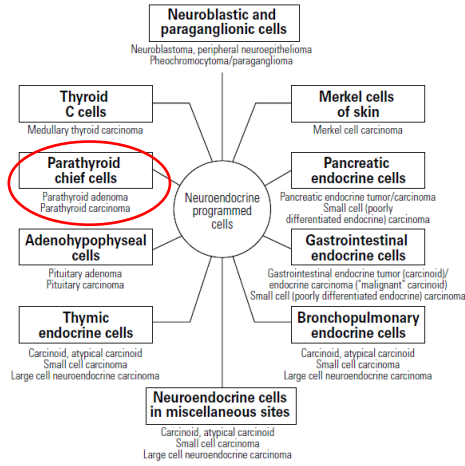 Neuroblastic and
paraganglionic cells
Neuroblastoma, peripheral neuroepithelioma
Pheochromocytoma/paraganglioma
Thyroid
C cells
Medullary thyroid carcinoma
Merkel cells
of skin
Merkel cell carcinoma
Parathyroid
chief cells
Parathyroid adenoma
Parathyroid carcinoma
Neuroendocrine
programmed
cells
Pancreatic
endocrine cells
Pancreatic endocrine tumor/carcinoma
Small cell (poorly
differentiated endocrine) carcinoma
Adenohypophyseal
cells
Pituitary adenoma
Pituitary carcinoma
Gastrointestinal
endocrine cells
Gastrointestinal endocrine tumor (carcinoid)/
endocrine carcinoma ("malignant" carcinoid)
Small cell (poorly differentiated endocrine) carcinoma
Thymic
endocrine cells
Carcinoid, atypical carcinoid
Small cell carcinoma
Large cell neuroendocrine carcinoma
Bronchopulmonary
endocrine cells
Carcinoid, atypical carcinoid
Small cell carcinoma
Large cell neuroendocrine carcinoma
Neuroendocrine cells
in miscellaneous sites
Carcinoid, atypical carcinoid
Small cell carcinoma
Large cell neuroendocrine carcinoma